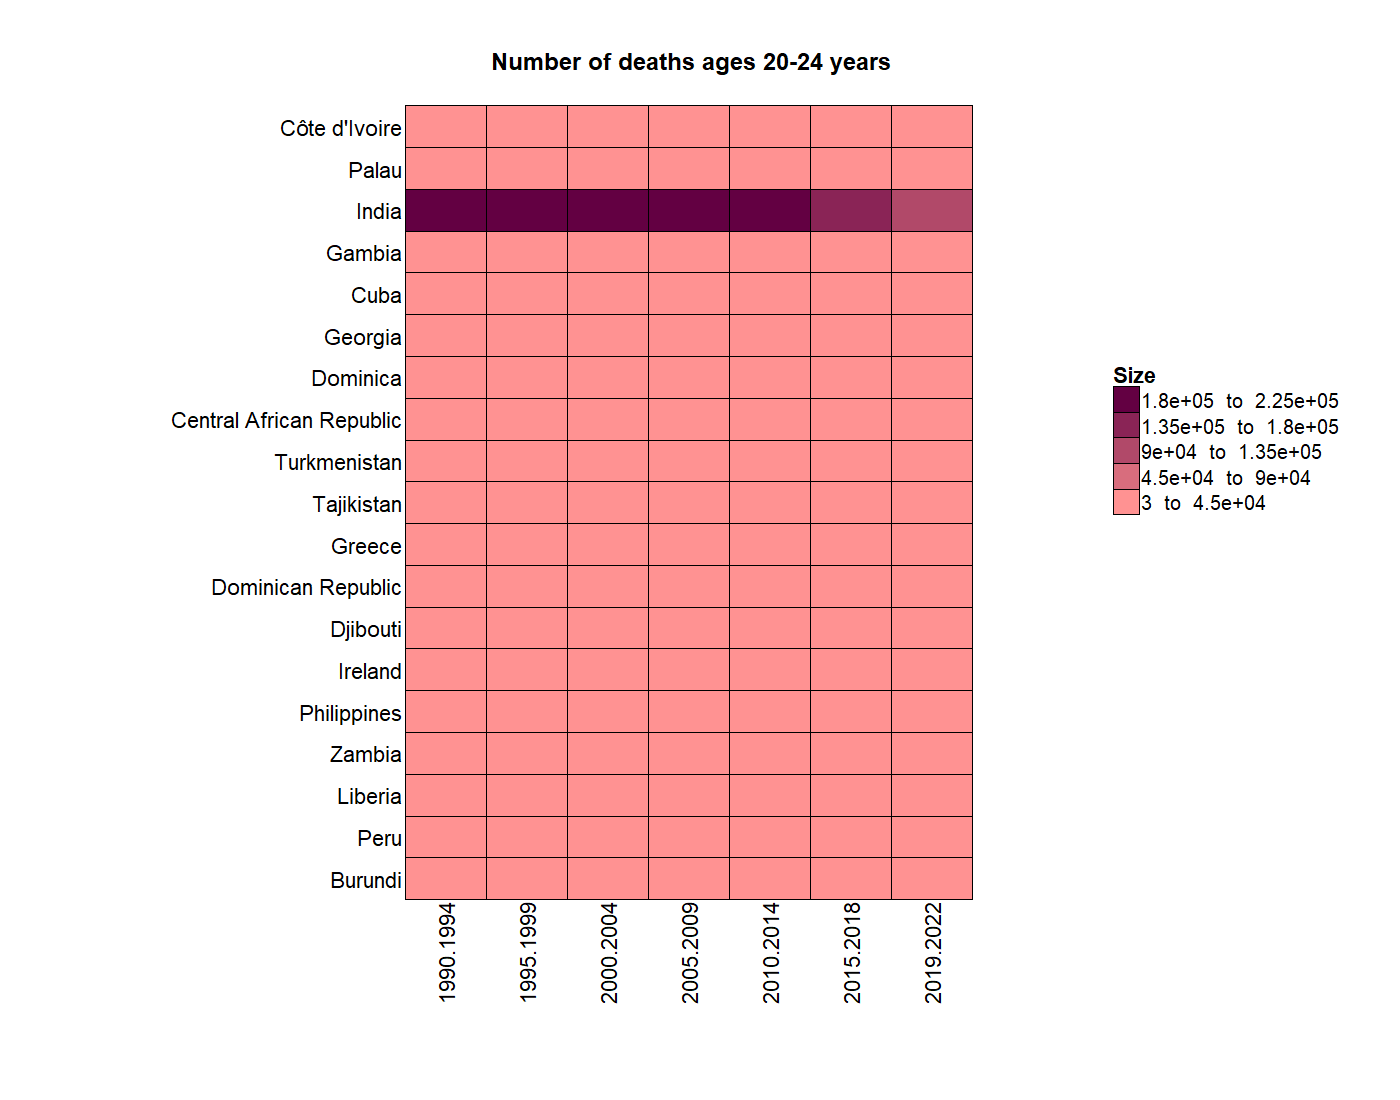 Number of deaths ages 20-24 years
Côte d'Ivoire
Palau
India
Gambia
Cuba
Georgia
Dominica
Central African Republic
Turkmenistan
Tajikistan
Greece
Dominican Republic
Djibouti
Ireland
Philippines
Zambia
Liberia
Peru
Burundi
1990.1994
1995.1999
2000.2004
2005.2009
2010.2014
2015.2018
2019.2022
Size
1.8e+05 to 2.25e+05
1.35e+05 to 1.8e+05
9e+04 to 1.35e+05
4.5e+04 to 9e+04
3 to 4.5e+04